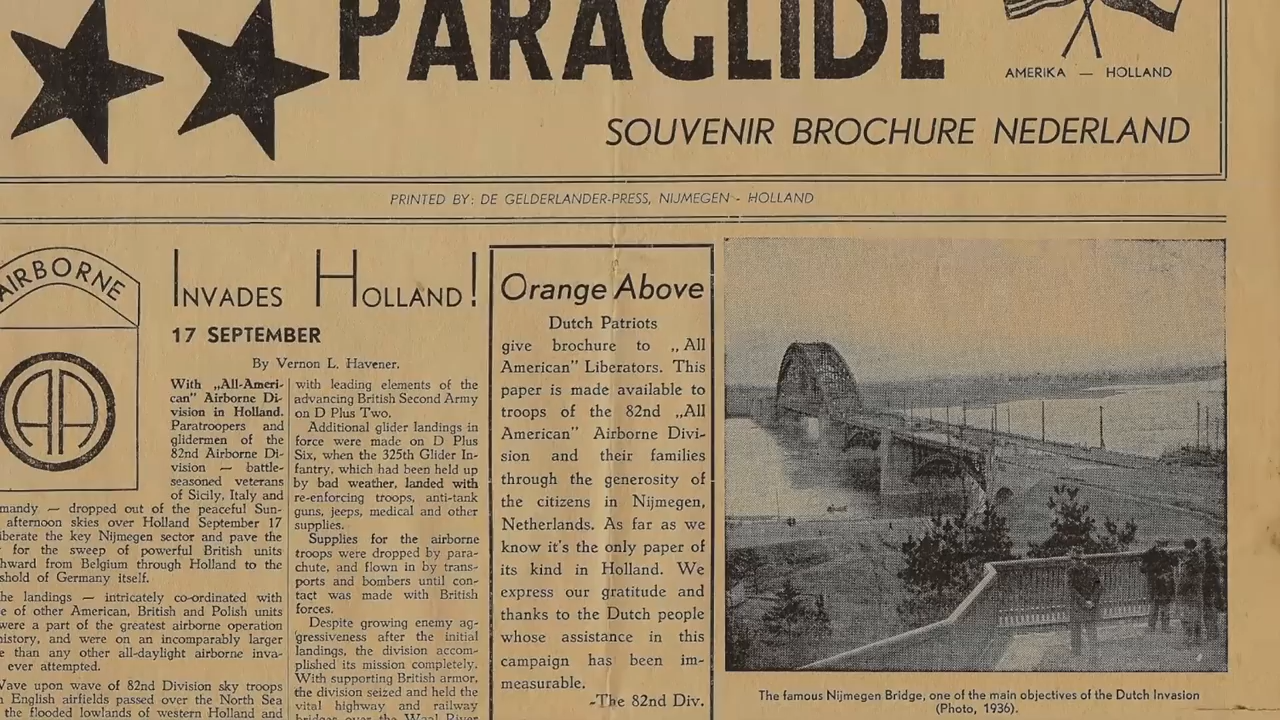 PARAGLIDE
AMERIKA — HOLLAND
SOUVENIR BROCHURE NEDERLAND
PRINTED BY: DE GELDERLANDER-PRESS, NIJMEGEN - HOLLAND
AIRBORNE
AA
INVADES HOLLAND!
17 SEPTEMBER
By Vernon L. Havener.
With „All-Ameri-
can” Airborne Di-
vision in Holland.
Paratroopers and
glidermen of the
82nd Airborne Di-
vision — battle-
seasoned veterans
of Sicily, Italy and
mandy — dropped out of the peaceful Sun-
afternoon skies over Holland September 17
iberate the key Nijmegen sector and pave the
for the sweep of powerful British units
hward from Belgium through Holland to the
shold of Germany itself.
he landings — intricately co-ordinated with
e of other American, British and Polish units
were a part of the greatest airborne operation
history, and were on an incomparably larger
e than any other all-daylight airborne inva-
ever attempted.
Wave upon wave of 82nd Division sky troops
n English airfields passed over the North Sea
the flooded lowlands of western Holland and
with leading elements of the
advancing British Second Army
on D Plus Two.
Additional glider landings in
force were made on D Plus
Six, when the 325th Glider In-
fantry, which had been held up
by bad weather, landed with
re-enforcing troops, anti-tank
guns, jeeps, medical and other
supplies.
Supplies for the airborne
troops were dropped by para-
chute, and flown in by trans-
ports and bombers until con-
tact was made with British
forces.
Despite growing enemy ag-
gressiveness after the initial
landings, the division accom-
plished its mission completely.
With supporting British armor,
the division seized and held the
vital highway and railway
bridges over the Waal River
Orange Above
Dutch Patriots
give brochure to „All
American” Liberators. This
paper is made available to
troops of the 82nd „All
American” Airborne Divi-
sion and their families
through the generosity of
the citizens in Nijmegen,
Netherlands. As far as we
know it's the only paper of
its kind in Holland. We
express our gratitude and
thanks to the Dutch people
whose assistance in this
campaign has been im-
measurable.
-The 82nd Div.
The famous Nijmegen Bridge, one of the main objectives of the Dutch Invasion
(Photo, 1936).